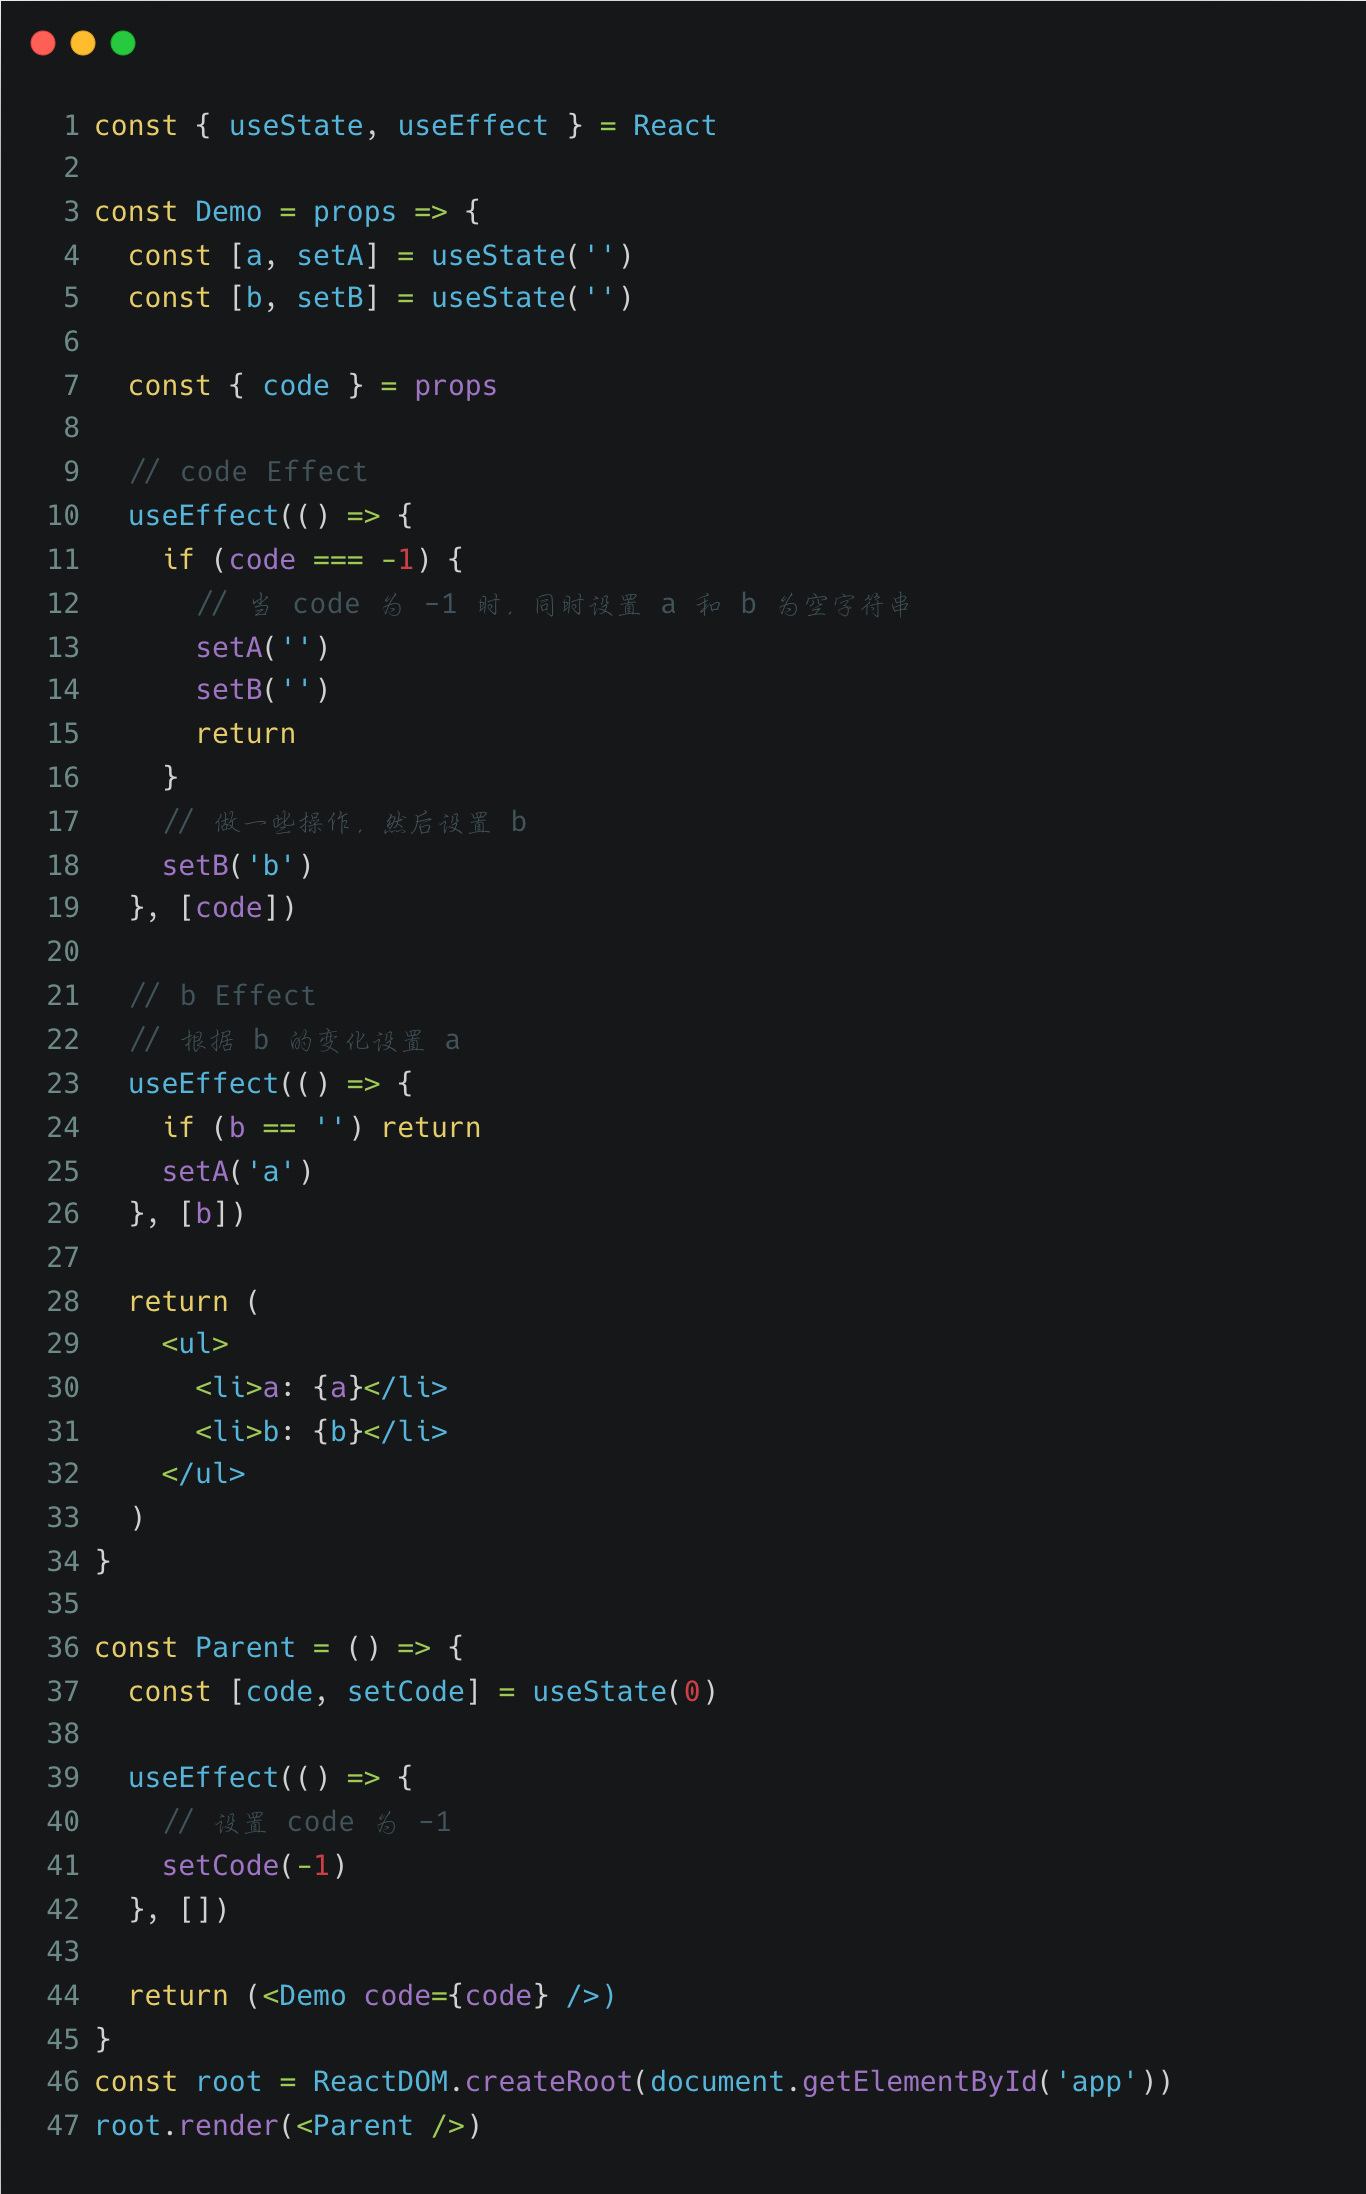 1 const { useState, useEffect } = React
2
3 const Demo = props => {
4   const [a, setA] = useState('')
5   const [b, setB] = useState('')
6
7   const { code } = props
8
9   // code Effect
10   useEffect(() => {
11     if (code === -1) {
12       // 当 code 为 -1 时，同时设置 a 和 b 为空字符串
13       setA('')
14       setB('')
15       return
16     }
17     // 做一些操作，然后设置 b
18     setB('b')
19   }, [code])
20
21   // b Effect
22   // 根据 b 的变化设置 a
23   useEffect(() => {
24     if (b == '') return
25     setA('a')
26   }, [b])
27
28   return (
29     <ul>
30       <li>a: {a}</li>
31       <li>b: {b}</li>
32     </ul>
33   )
34 }
35
36 const Parent = () => {
37   const [code, setCode] = useState(0)
38
39   useEffect(() => {
40     // 设置 code 为 -1
41     setCode(-1)
42   }, [])
43
44   return (<Demo code={code} />)
45 }
46 const root = ReactDOM.createRoot(document.getElementById('app'))
47 root.render(<Parent />)